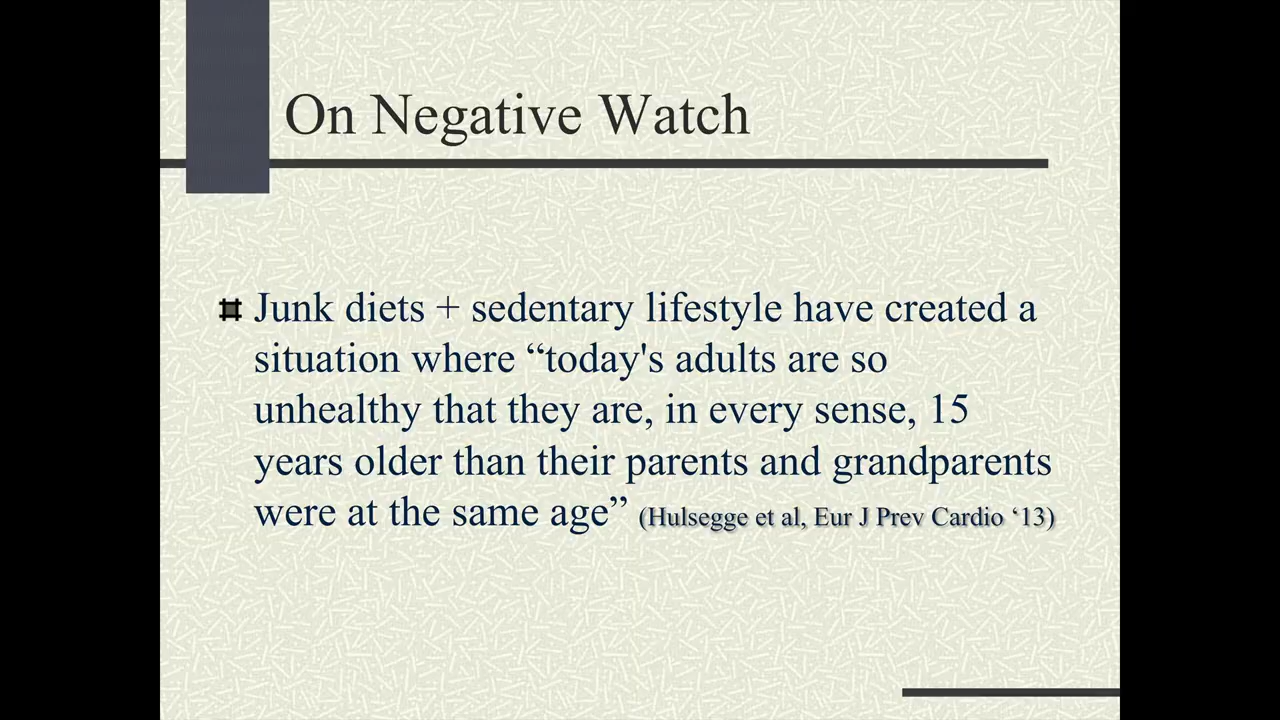 On Negative Watch
Junk diets + sedentary lifestyle have created a
situation where “today's adults are so
unhealthy that they are, in every sense, 15
years older than their parents and grandparents
were at the same age” (Hulsegge et al, Eur J Prev Cardio ‘13)